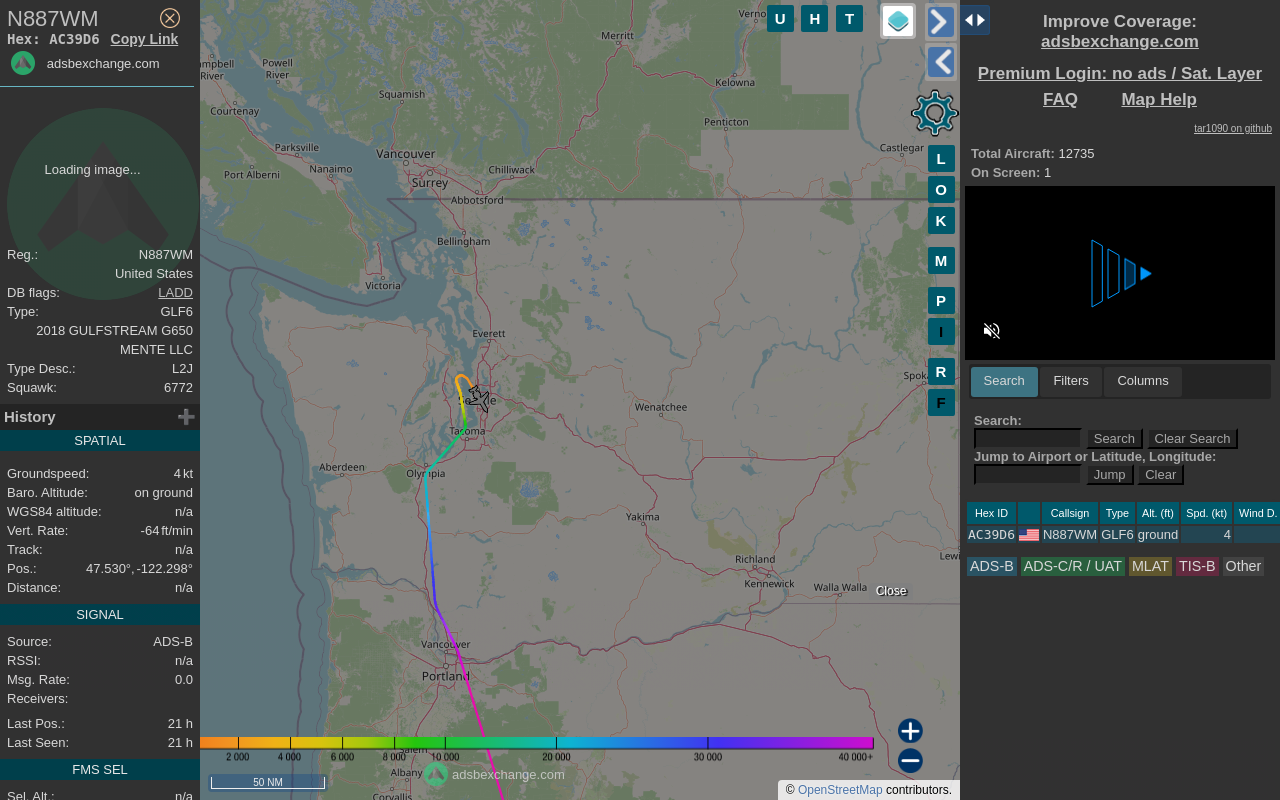 N887WM
Hex: AC39D6 Copy Link
adsbexchange.com
Loading image...
Reg.: N887WM
United States
DB flags: LADD
Type: GLF6
2018 GULFSTREAM G650
MENTE LLC
Type Desc.: L2J
Squawk: 6772
History
SPATIAL
Groundspeed: 4 kt
Baro. Altitude: on ground
WGS84 altitude: n/a
Vert. Rate: -64 ft/min
Track: n/a
Pos.: 47.530°, -122.298°
Distance: n/a
SIGNAL
Source: ADS-B
RSSI: n/a
Msg. Rate: 0.0
Receivers:
Last Pos.: 21 h
Last Seen: 21 h
FMS SEL
Sel. Alt.: n/a
U H T
L
O
K
M
P
I
R
F
Merritt
Powell
River
River
Squamish
Kelowna
Courtenay
Penticton
Parksville
Vancouver
Castlegar
Nanaimo
Port Alberni
Surrey
Chilliwack
Abbotsford
Bellingham
Victoria
Everett
Wenatchee
Tacoma
Aberdeen
Olympia
Yakima
Richland
Kennewick
Walla Walla
Vancouver
Portland
Albany
Corvallis
Close
2 000 4 000 6 000 8 000 10 000 20 000 30 000 40 000+
50 NM
adsbexchange.com
© OpenStreetMap contributors.
Improve Coverage:
adsbexchange.com
Premium Login: no ads / Sat. Layer
FAQ Map Help
tar1090 on github
Total Aircraft: 12735
On Screen: 1
Search Filters Columns
Search:
Search Clear Search
Jump to Airport or Latitude, Longitude:
Jump Clear
Hex ID Callsign Type Alt. (ft) Spd. (kt) Wind D.
AC39D6 N887WM GLF6 ground 4
ADS-B ADS-C/R / UAT MLAT TIS-B Other